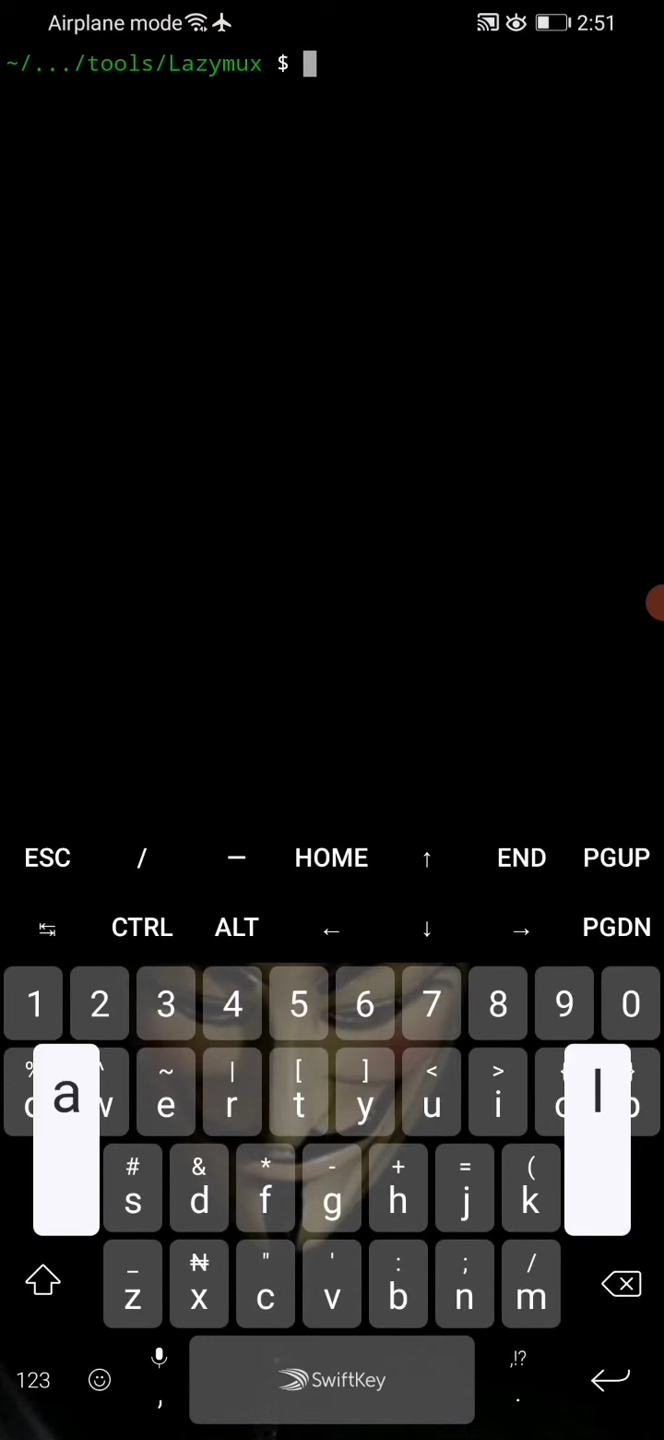 Airplane mode 2:51
~/.../tools/Lazymux $
ESC / — HOME ↑ END PGUP
↹ CTRL ALT ← ↓ → PGDN
1 2 3 4 5 6 7 8 9 0
% ^ ~ | [ ] < > { }
a w e r t y u i o l p
# & * - + = (
s d f g h j k
_ ₦ " ' : ; /
z x c v b n m
123 , SwiftKey ,!? .